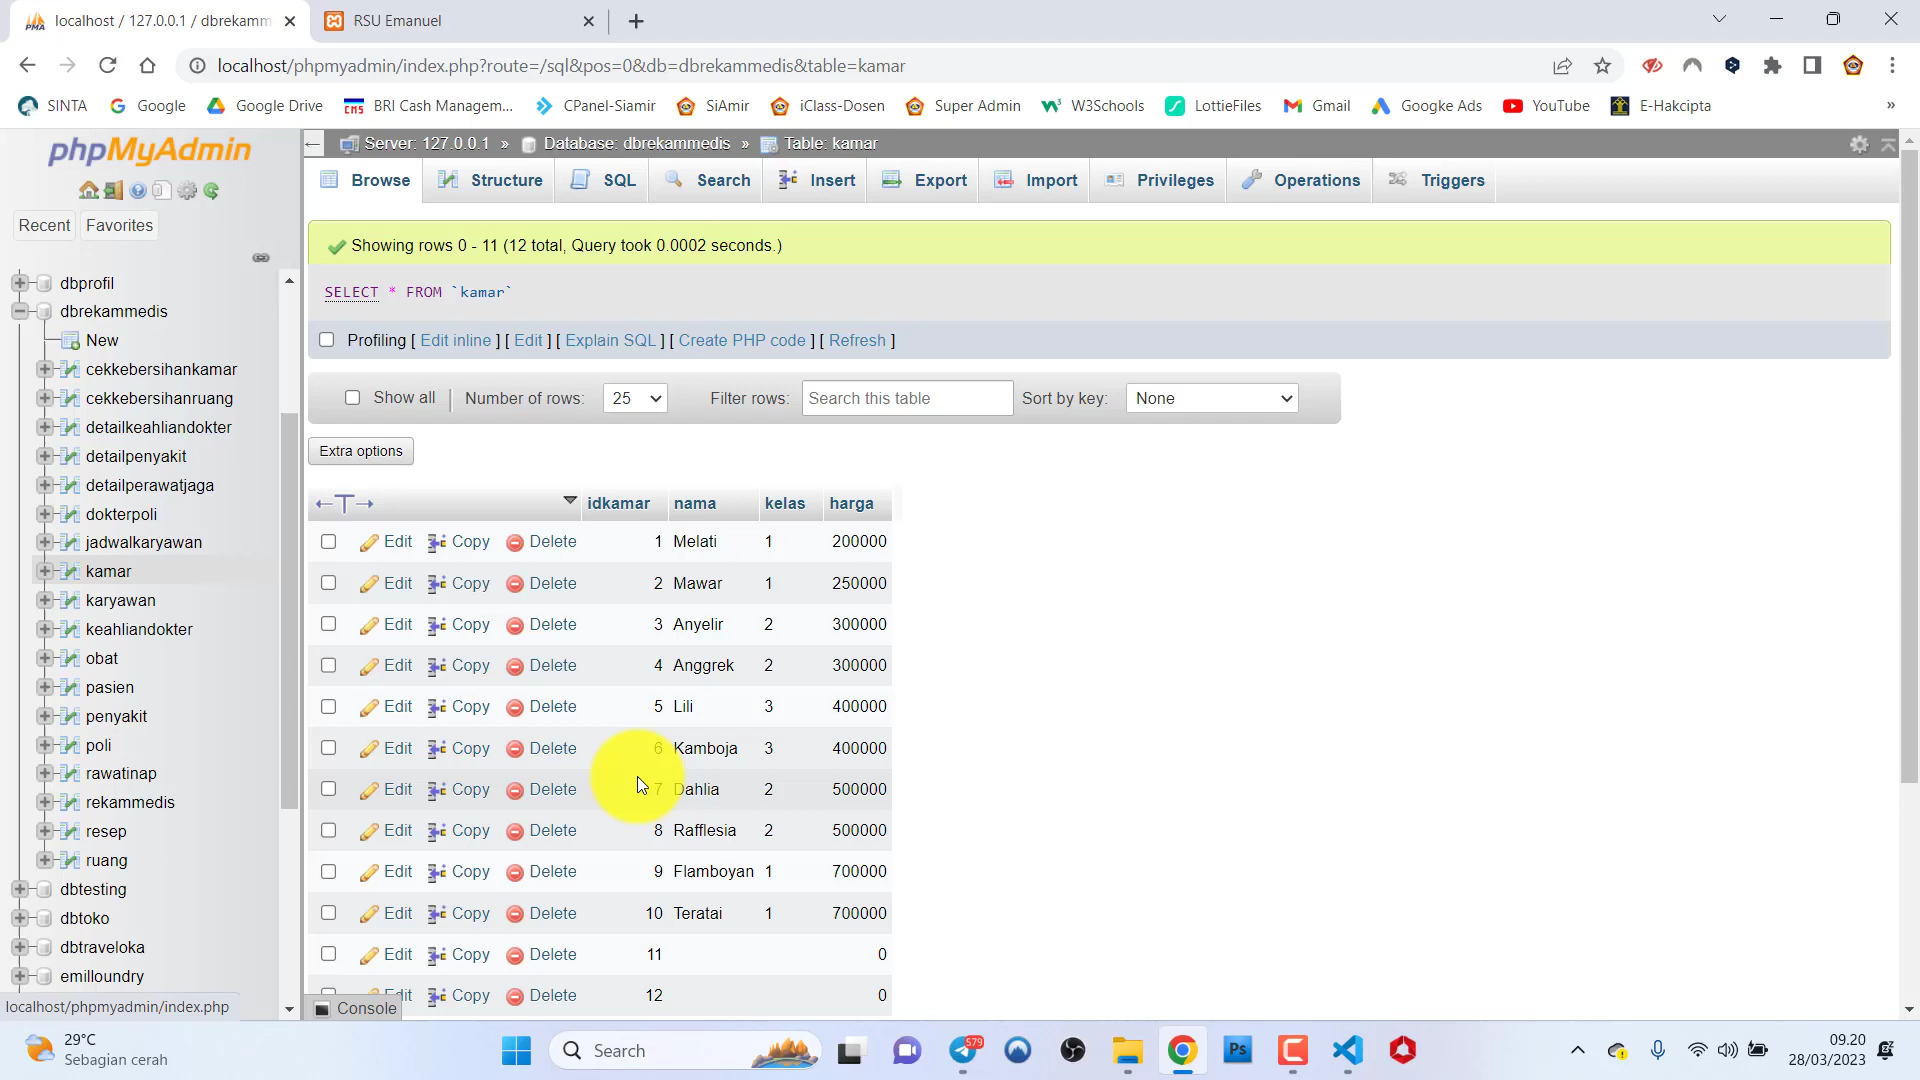 localhost / 127.0.0.1 / dbrekamm
RSU Emanuel
localhost/phpmyadmin/index.php?route=/sql&pos=0&db=dbrekammedis&table=kamar
SINTA
Google
Google Drive
CMS
BRI Cash Managem...
CPanel-Siamir
SiAmir
iClass-Dosen
Super Admin
W3Schools
LottieFiles
Gmail
Googke Ads
YouTube
E-Hakcipta
»
phpMyAdmin
Recent
Favorites
dbprofil
dbrekammedis
New
cekkebersihankamar
cekkebersihanruang
detailkeahliandokter
detailpenyakit
detailperawatjaga
dokterpoli
jadwalkaryawan
kamar
karyawan
keahliandokter
obat
pasien
penyakit
poli
rawatinap
rekammedis
resep
ruang
dbtesting
dbtoko
dbtraveloka
emilloundry
localhost/phpmyadmin/index.php
Server: 127.0.0.1 » Database: dbrekammedis » Table: kamar
Browse
Structure
SQL
Search
Insert
Export
Import
Privileges
Operations
Triggers
Showing rows 0 - 11 (12 total, Query took 0.0002 seconds.)
SELECT * FROM `kamar`
Profiling [ Edit inline ] [ Edit ] [ Explain SQL ] [ Create PHP code ] [ Refresh ]
Show all
Number of rows: 25
Filter rows: Search this table
Sort by key: None
Extra options
←T→ idkamar nama kelas harga
Edit Copy Delete 1 Melati 1 200000
Edit Copy Delete 2 Mawar 1 250000
Edit Copy Delete 3 Anyelir 2 300000
Edit Copy Delete 4 Anggrek 2 300000
Edit Copy Delete 5 Lili 3 400000
Edit Copy Delete 6 Kamboja 3 400000
Edit Copy Delete 7 Dahlia 2 500000
Edit Copy Delete 8 Rafflesia 2 500000
Edit Copy Delete 9 Flamboyan 1 700000
Edit Copy Delete 10 Teratai 1 700000
Edit Copy Delete 11 0
Edit Copy Delete 12 0
Console
29°C
Sebagian cerah
Search
579
Ps
09.20
28/03/2023